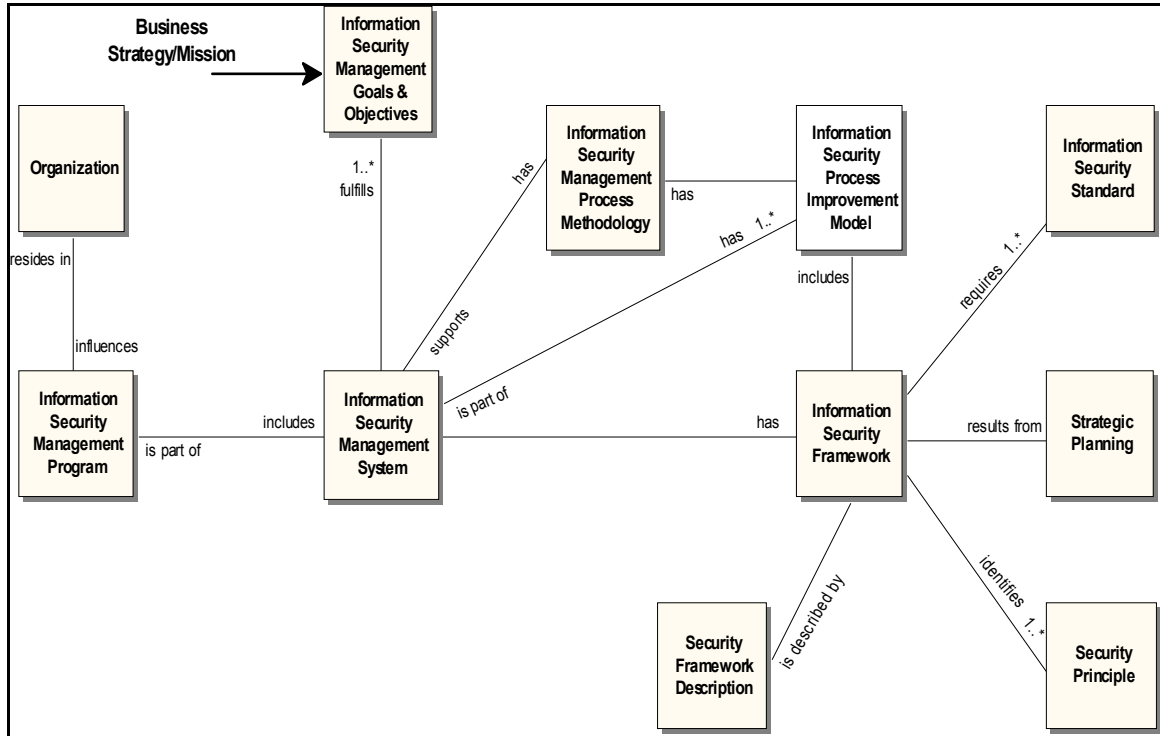 Business
Strategy/Mission
Information
Security
Management
Goals &
Objectives
Organization
1..*
fulfills
has
Information
Security
Management
Process
Methodology
has
Information
Security
Process
Improvement
Model
Information
Security
Standard
has 1..*
resides in
includes
requires 1..*
supports
influences
is part of
Information
Security
Management
Program
is part of
includes
Information
Security
Management
System
has
Information
Security
Framework
results from
Strategic
Planning
is described by
identifies 1..*
Security
Framework
Description
Security
Principle